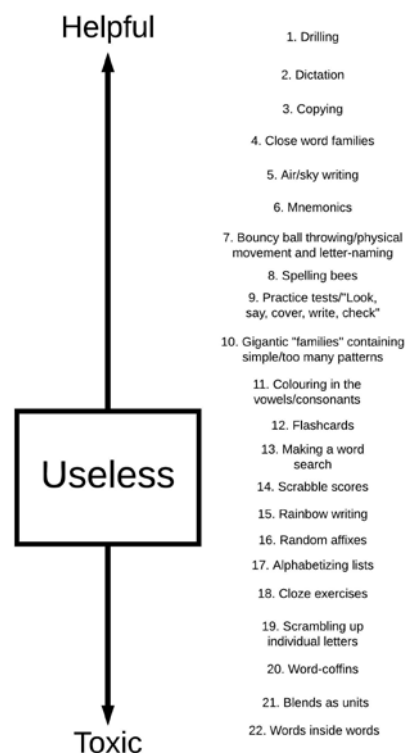 Helpful
1. Drilling
2. Dictation
3. Copying
4. Close word families
5. Air/sky writing
6. Mnemonics
7. Bouncy ball throwing/physical
movement and letter-naming
8. Spelling bees
9. Practice tests/"Look,
say, cover, write, check"
10. Gigantic "families" containing
simple/too many patterns
11. Colouring in the
vowels/consonants
12. Flashcards
13. Making a word
search
Useless
14. Scrabble scores
15. Rainbow writing
16. Random affixes
17. Alphabetizing lists
18. Cloze exercises
19. Scrambling up
individual letters
20. Word-coffins
21. Blends as units
22. Words inside words
Toxic